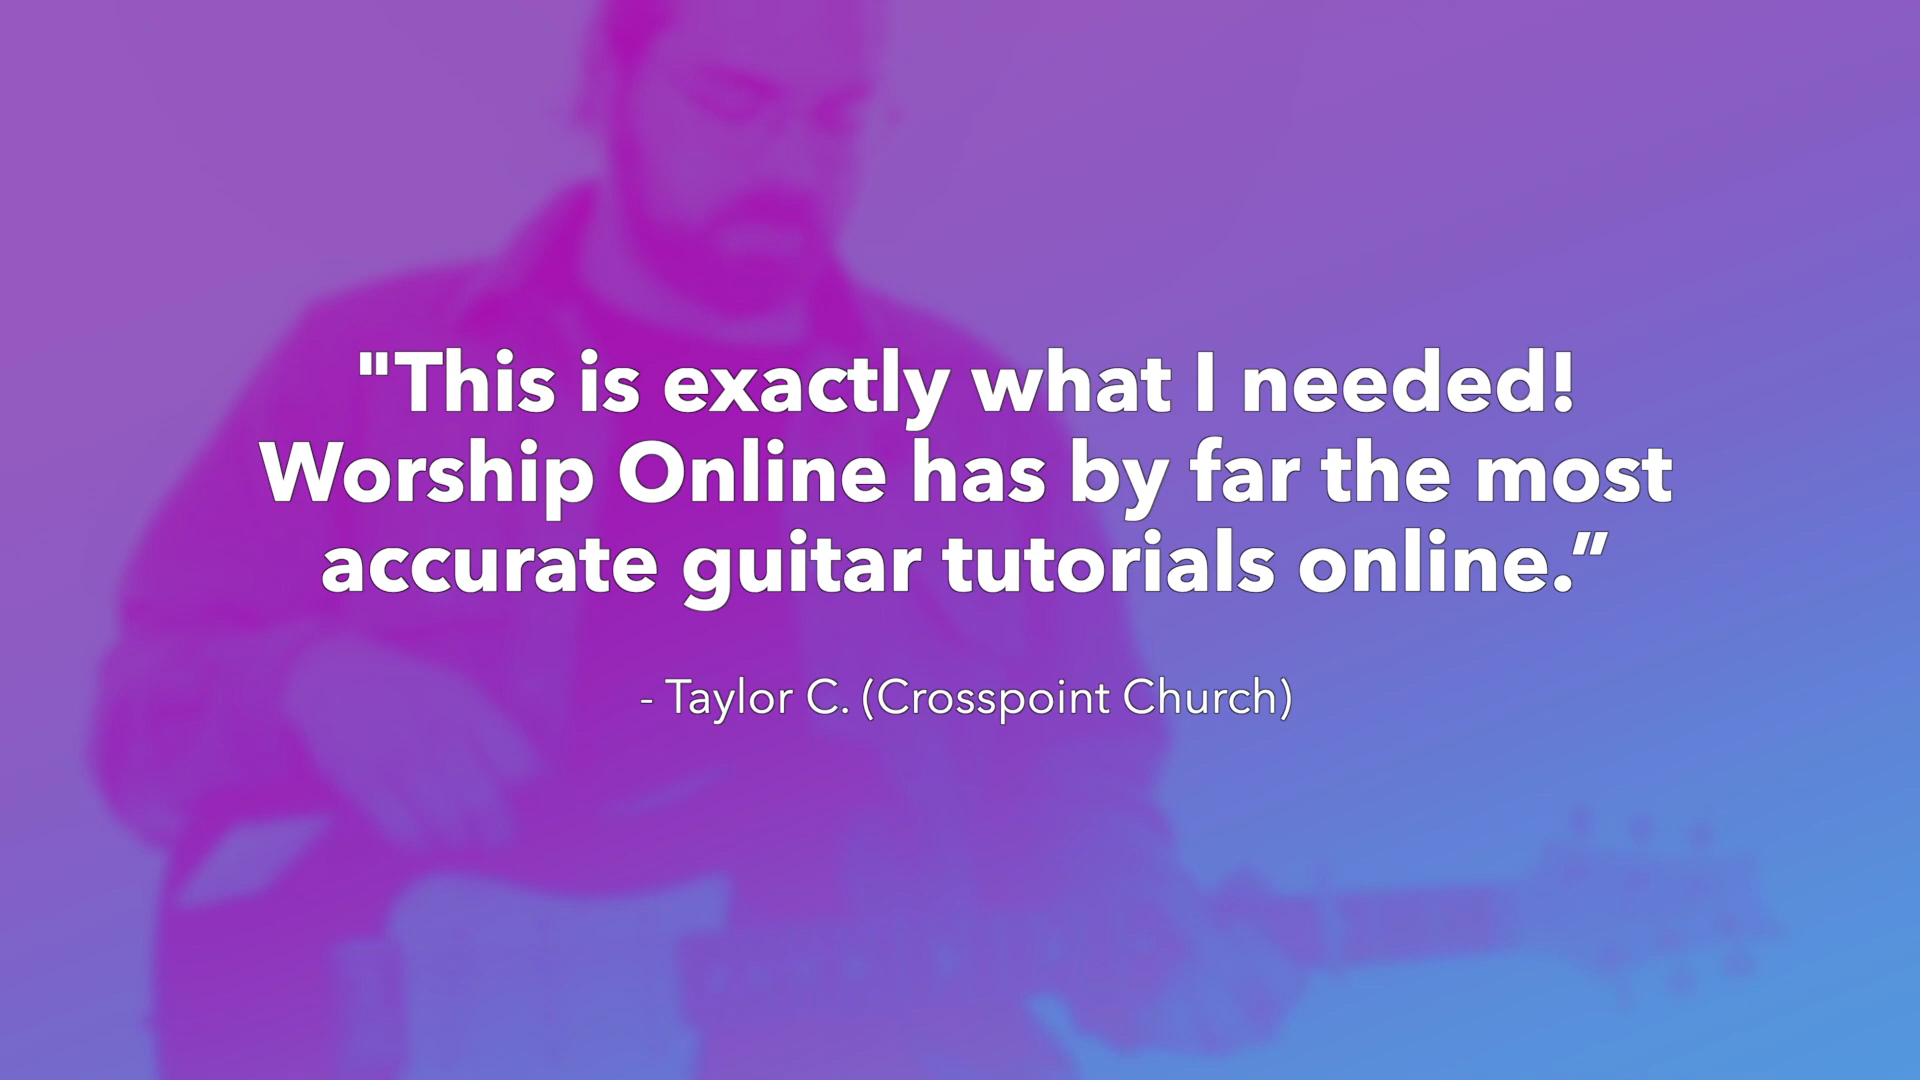 "This is exactly what I needed!
Worship Online has by far the most
accurate guitar tutorials online.”
- Taylor C. (Crosspoint Church)